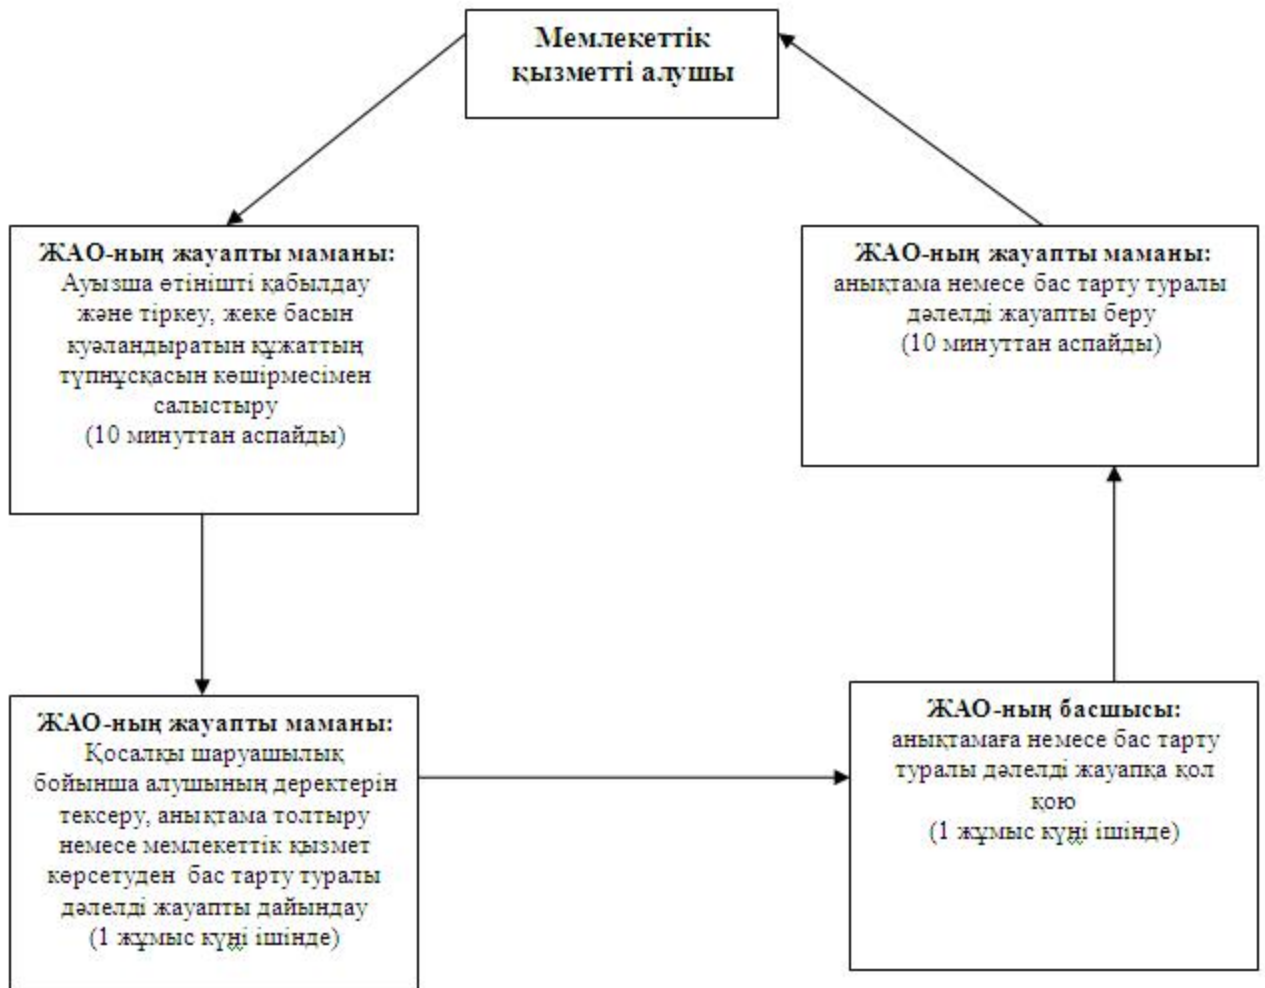 Мемлекеттік
қызметті алушы
ЖАО-ның жауапты маманы:
Ауызша өтінішті қабылдау
және тіркеу, жеке басын
куәландыратын құжаттың
түпнұсқасын көшірмесімен
салыстыру
(10 минуттан аспайды)
ЖАО-ның жауапты маманы:
анықтама немесе бас тарту туралы
дәлелді жауапты беру
(10 минуттан аспайды)
ЖАО-ның жауапты маманы:
Қосалқы шаруашылық
бойынша алушының деректерін
тексеру, анықтама толтыру
немесе мемлекеттік қызмет
көрсетуден бас тарту туралы
дәлелді жауапты дайындау
(1 жұмыс күңі ішінде)
ЖАО-ның басшысы:
анықтамаға немесе бас тарту
туралы дәлелді жауапқа қол
қою
(1 жұмыс күңі ішінде)